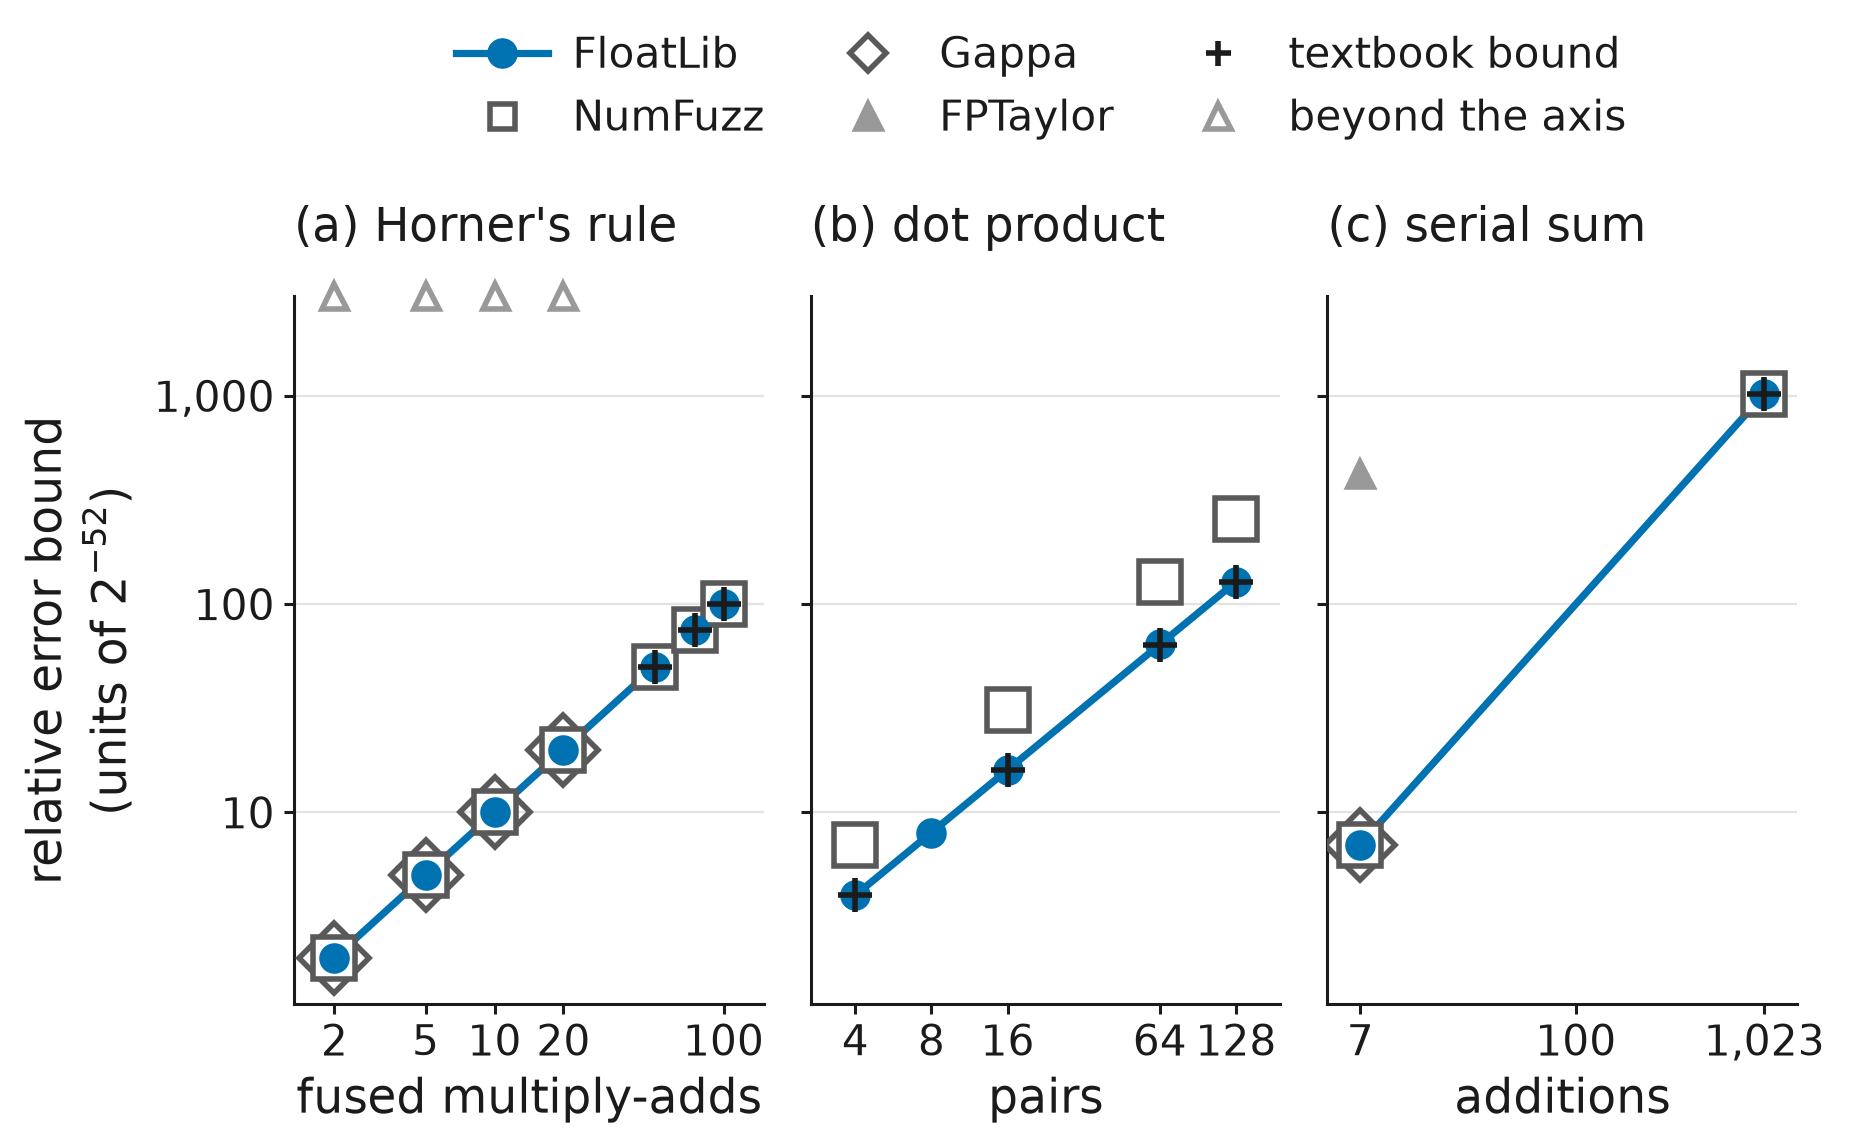 FloatLib
Gappa
textbook bound
NumFuzz
FPTaylor
beyond the axis
(a) Horner's rule
(b) dot product
(c) serial sum
relative error bound
(units of 2⁻⁵²)
1,000
100
10
2 5 10 20 100
4 8 16 64 128
7 100 1,023
fused multiply-adds
pairs
additions